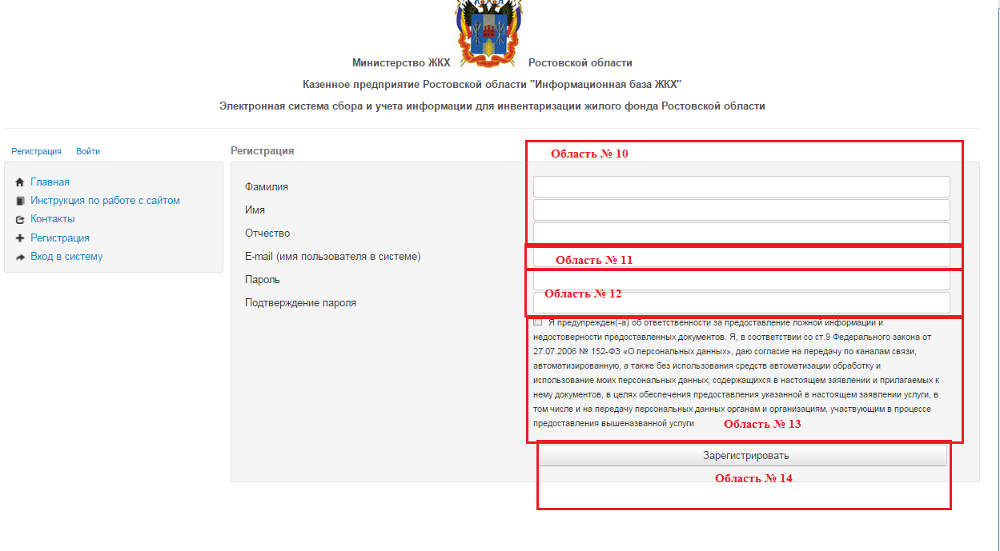 Министерство ЖКХ Ростовской области
Казенное предприятие Ростовской области "Информационная база ЖКХ"
Электронная система сбора и учета информации для инвентаризации жилого фонда Ростовской области
Регистрация Войти
Главная
Инструкция по работе с сайтом
Контакты
Регистрация
Вход в систему
Регистрация
Область № 10
Фамилия
Имя
Отчество
E-mail (имя пользователя в системе)
Область № 11
Пароль
Область № 12
Подтверждение пароля
Я предупрежден(-а) об ответственности за предоставление ложной информации и
недостоверности предоставленных документов. Я, в соответствии со ст.9 Федерального закона от
27.07.2006 № 152-ФЗ «О персональных данных», даю согласие на передачу по каналам связи,
автоматизированную, а также без использования средств автоматизации обработку и
использование моих персональных данных, содержащихся в настоящем заявлении и прилагаемых к
нему документов, в целях обеспечения предоставления указанной в настоящем заявлении услуги, в
том числе и на передачу персональных данных органам и организациям, участвующим в процессе
предоставления вышеназванной услуги
Область № 13
Зарегистрировать
Область № 14